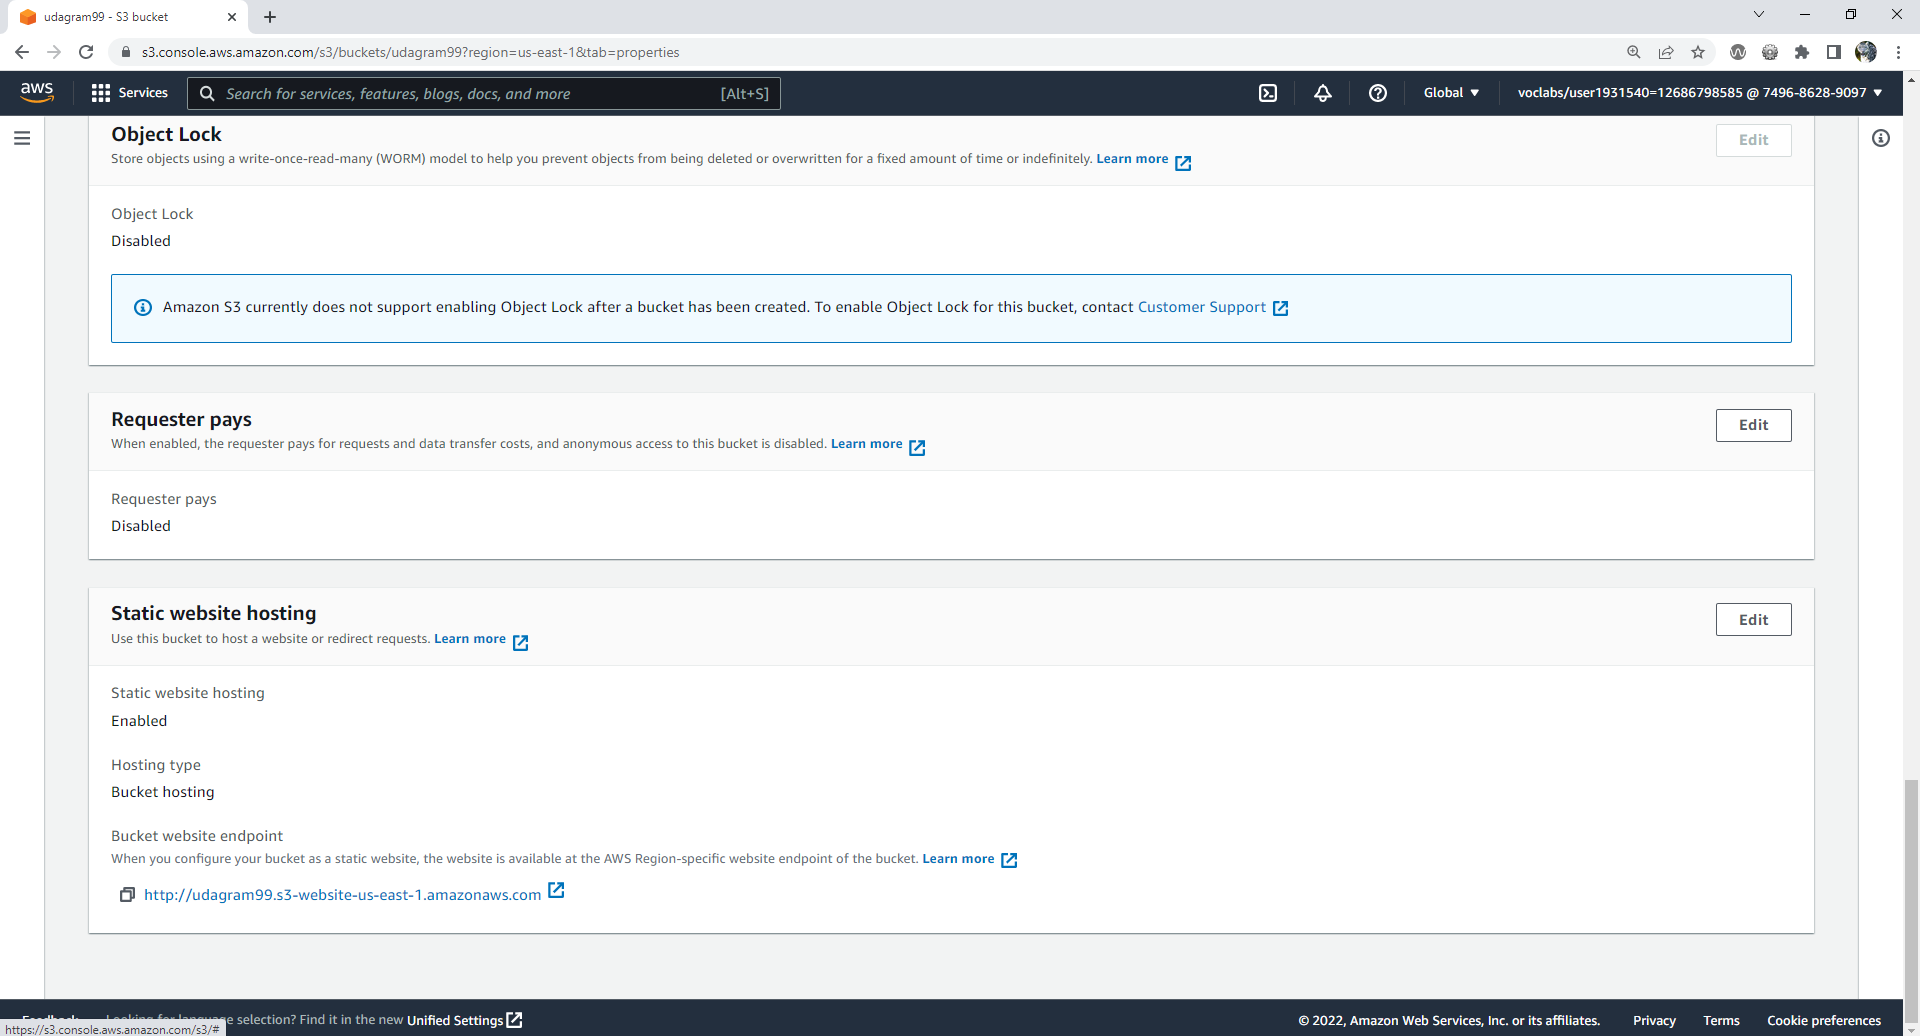 udagram99 - S3 bucket
s3.console.aws.amazon.com/s3/buckets/udagram99?region=us-east-1&tab=properties
aws
Services
Search for services, features, blogs, docs, and more
[Alt+S]
Global
voclabs/user1931540=12686798585 @ 7496-8628-9097
Object Lock
Edit
Store objects using a write-once-read-many (WORM) model to help you prevent objects from being deleted or overwritten for a fixed amount of time or indefinitely. Learn more
Object Lock
Disabled
Amazon S3 currently does not support enabling Object Lock after a bucket has been created. To enable Object Lock for this bucket, contact Customer Support
Requester pays
Edit
When enabled, the requester pays for requests and data transfer costs, and anonymous access to this bucket is disabled. Learn more
Requester pays
Disabled
Static website hosting
Edit
Use this bucket to host a website or redirect requests. Learn more
Static website hosting
Enabled
Hosting type
Bucket hosting
Bucket website endpoint
When you configure your bucket as a static website, the website is available at the AWS Region-specific website endpoint of the bucket. Learn more
http://udagram99.s3-website-us-east-1.amazonaws.com
selection? Find it in the new Unified Settings
© 2022, Amazon Web Services, Inc. or its affiliates.
Privacy
Terms
Cookie preferences
https://s3.console.aws.amazon.com/s3/#